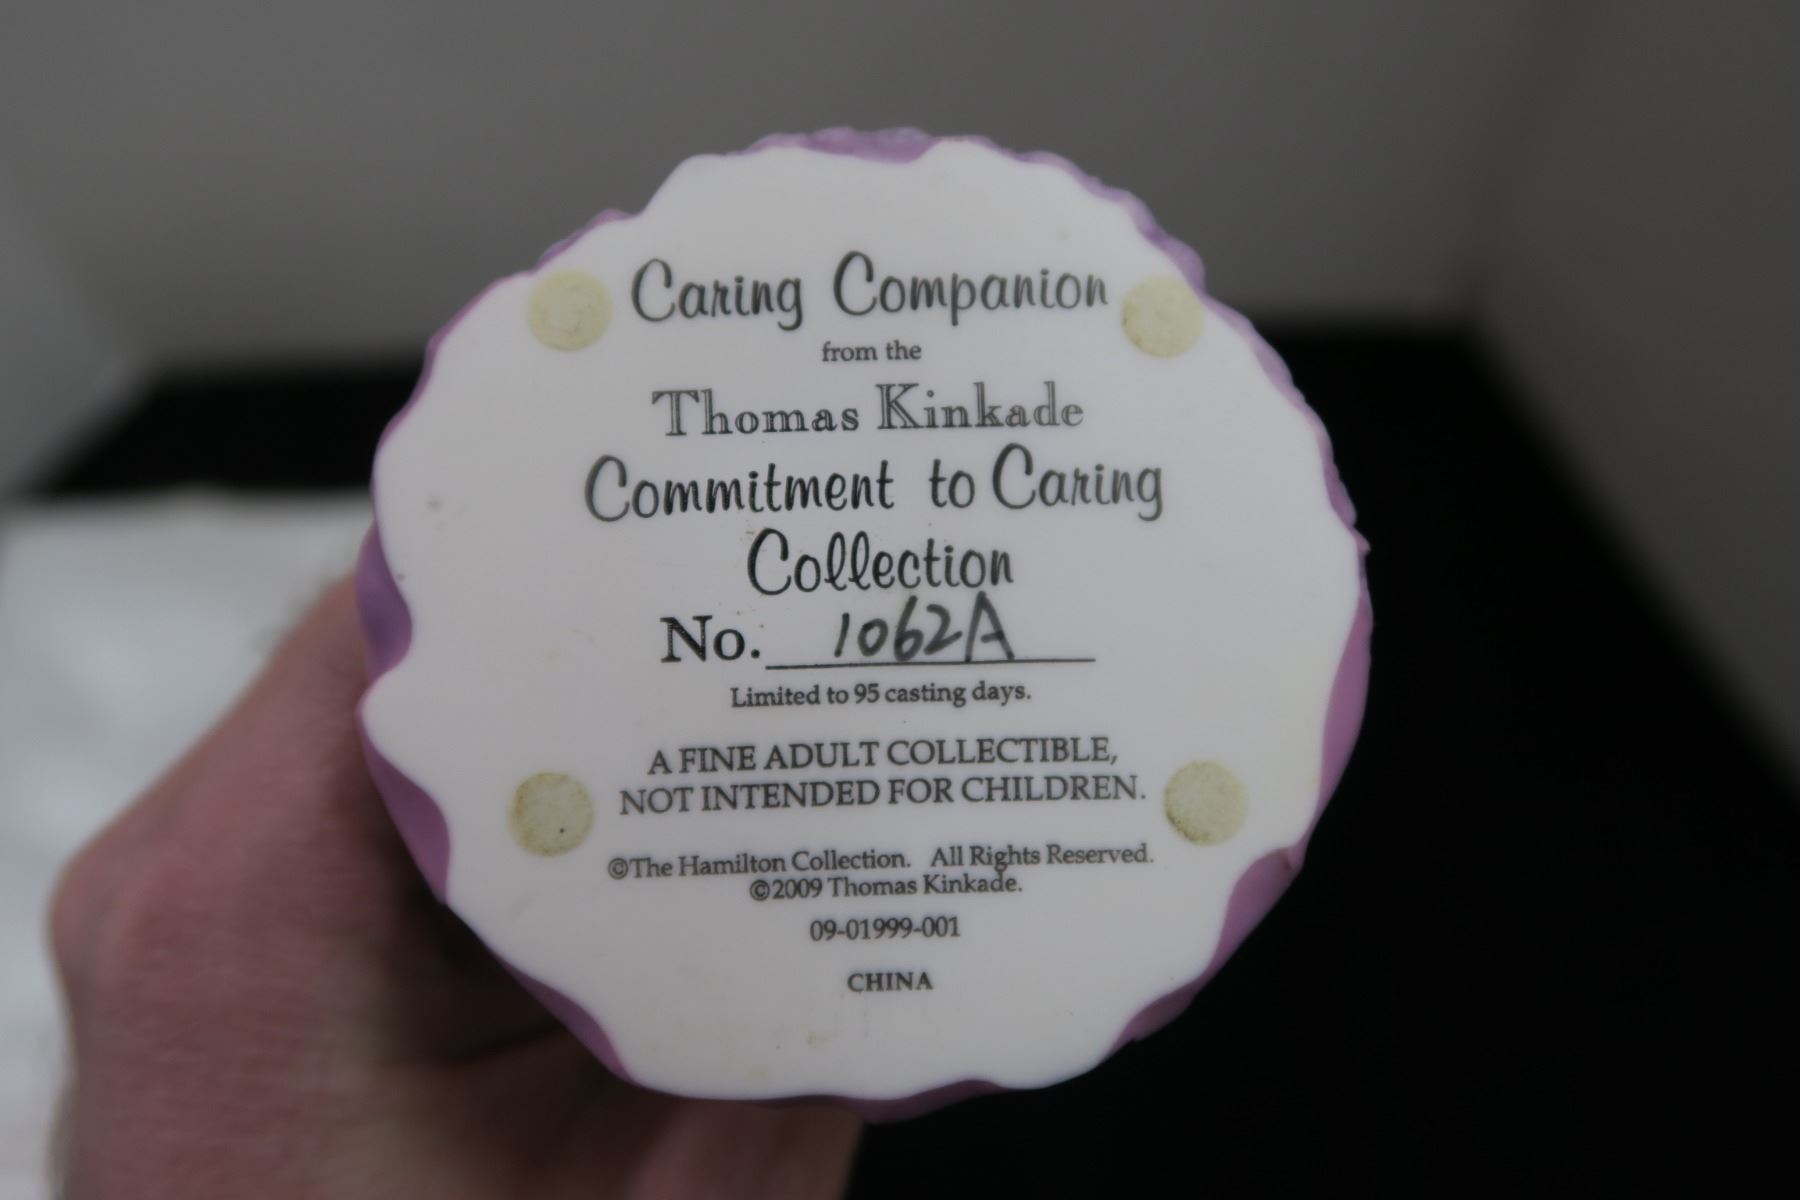 Caring Companion
from the
Thomas Kinkade
Commitment to Caring
Collection
No. 1062A
Limited to 95 casting days.
A FINE ADULT COLLECTIBLE,
NOT INTENDED FOR CHILDREN.
©The Hamilton Collection. All Rights Reserved.
©2009 Thomas Kinkade.
09-01999-001
CHINA